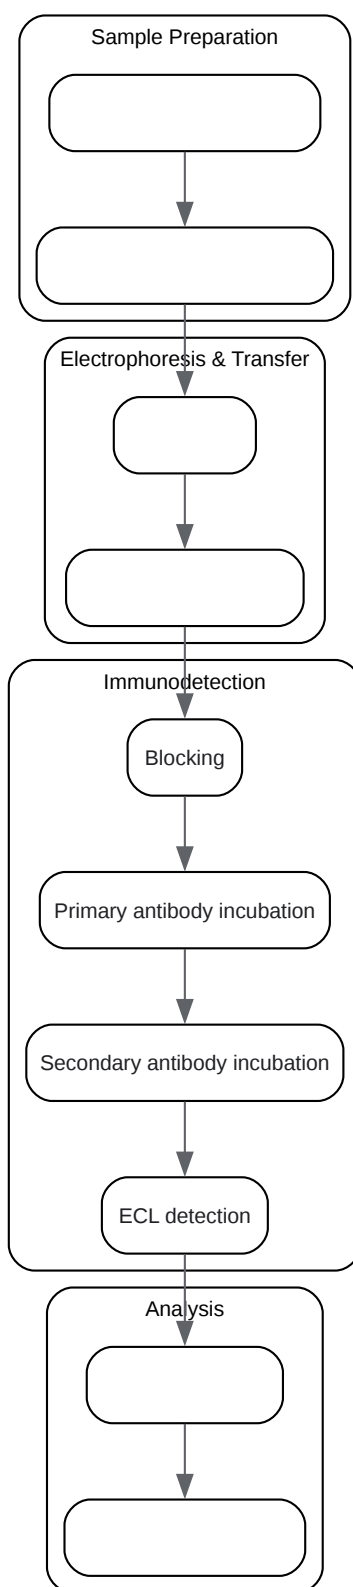 Sample Preparation
Electrophoresis & Transfer
Immunodetection
Blocking
Primary antibody incubation
Secondary antibody incubation
ECL detection
Analysis